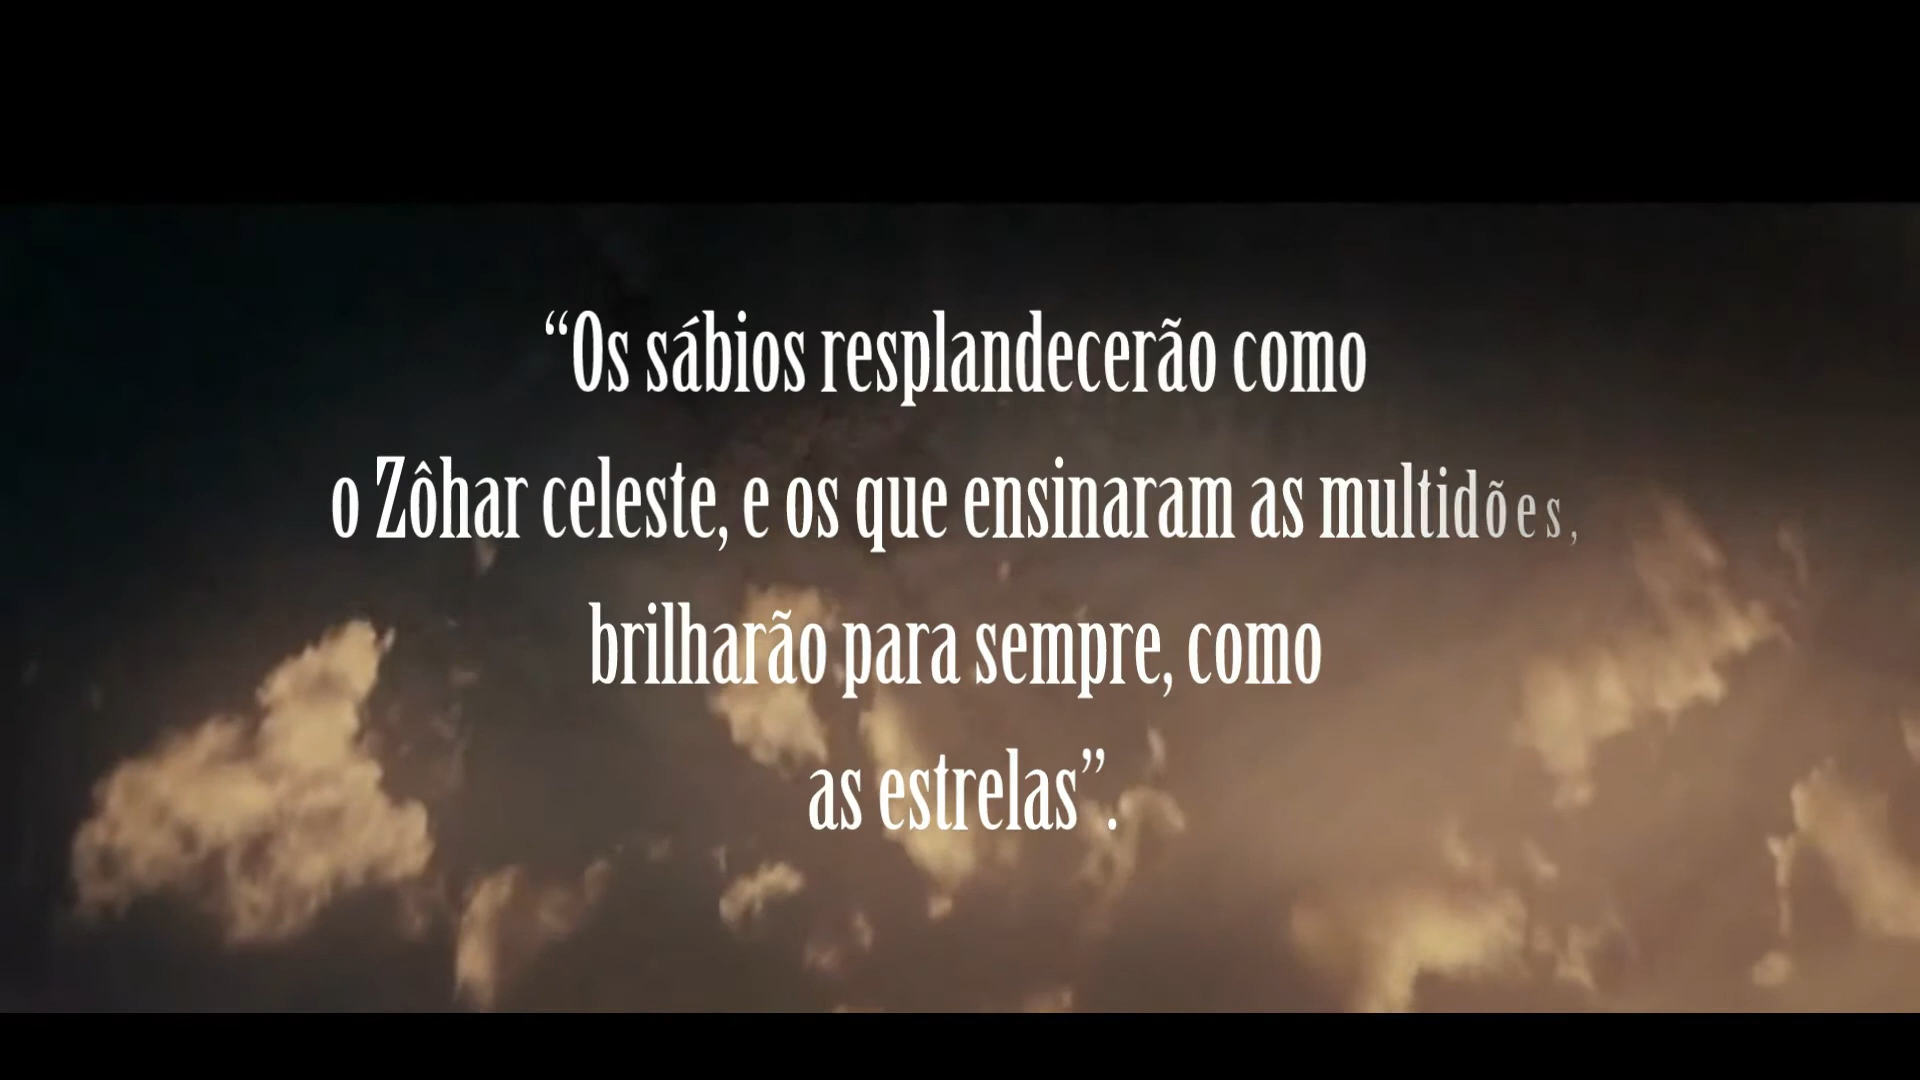 “Os sábios resplandecerão como
o Zôhar celeste, e os que ensinaram as multidões,
brilharão para sempre, como
as estrelas”.